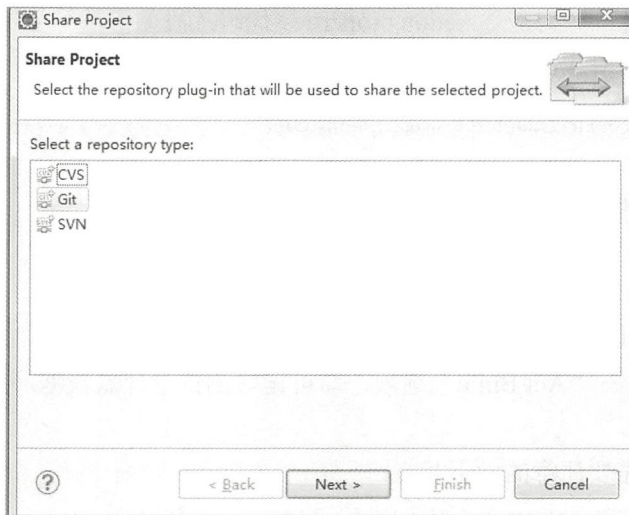 Share Project
Share Project
Select the repository plug-in that will be used to share the selected project.
Select a repository type:
CVS
Git
SVN
< Back
Next >
Finish
Cancel